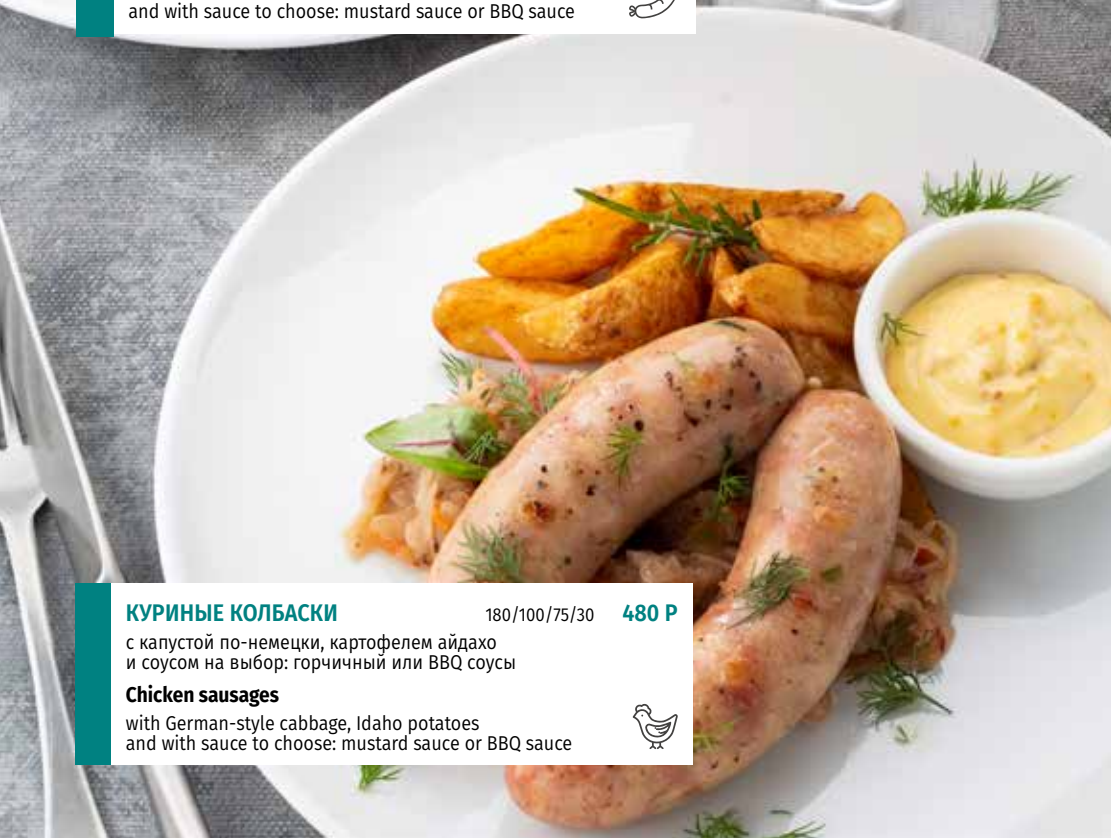 and with sauce to choose: mustard sauce or BBQ sauce
КУРИНЫЕ КОЛБАСКИ 180/100/75/30 480 Р
с капустой по-немецки, картофелем айдахо
и соусом на выбор: горчичный или BBQ соусы
Chicken sausages
with German-style cabbage, Idaho potatoes
and with sauce to choose: mustard sauce or BBQ sauce